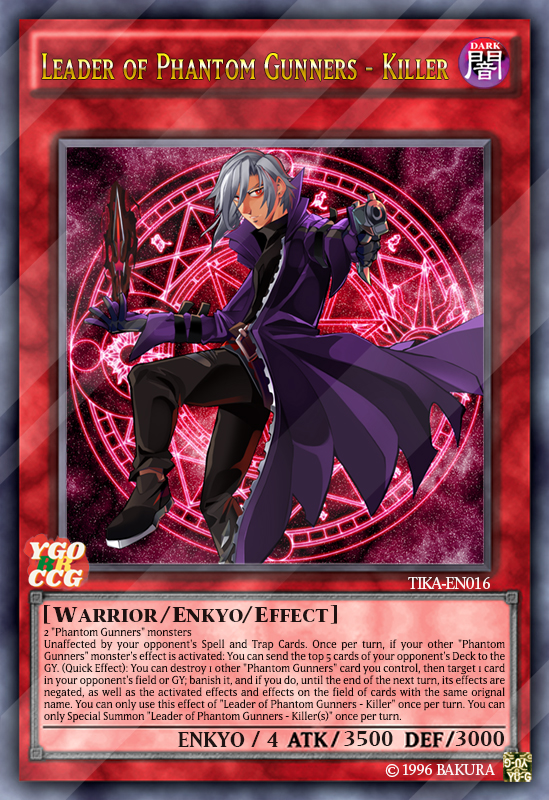 LEADER OF PHANTOM GUNNERS - KILLER
DARK
闇
YGO
BR
CCG
TIKA-EN016
[WARRIOR/ENKYO/EFFECT]
2 "Phantom Gunners" monsters
Unaffected by your opponent's Spell and Trap Cards. Once per turn, if your other "Phantom
Gunners" monster's effect is activated: You can send the top 5 cards of your opponent's Deck to the
GY. (Quick Effect): You can destroy 1 other "Phantom Gunners" card you control, then target 1 card
in your opponent's field or GY; banish it, and if you do, until the end of the next turn, its effects are
negated, as well as the activated effects and effects on the field of cards with the same orignal
name. You can only use this effect of "Leader of Phantom Gunners - Killer" once per turn. You can
only Special Summon "Leader of Phantom Gunners - Killer(s)" once per turn.
ENKYO / 4 ATK/3500 DEF/3000
© 1996 BAKURA
YU-G